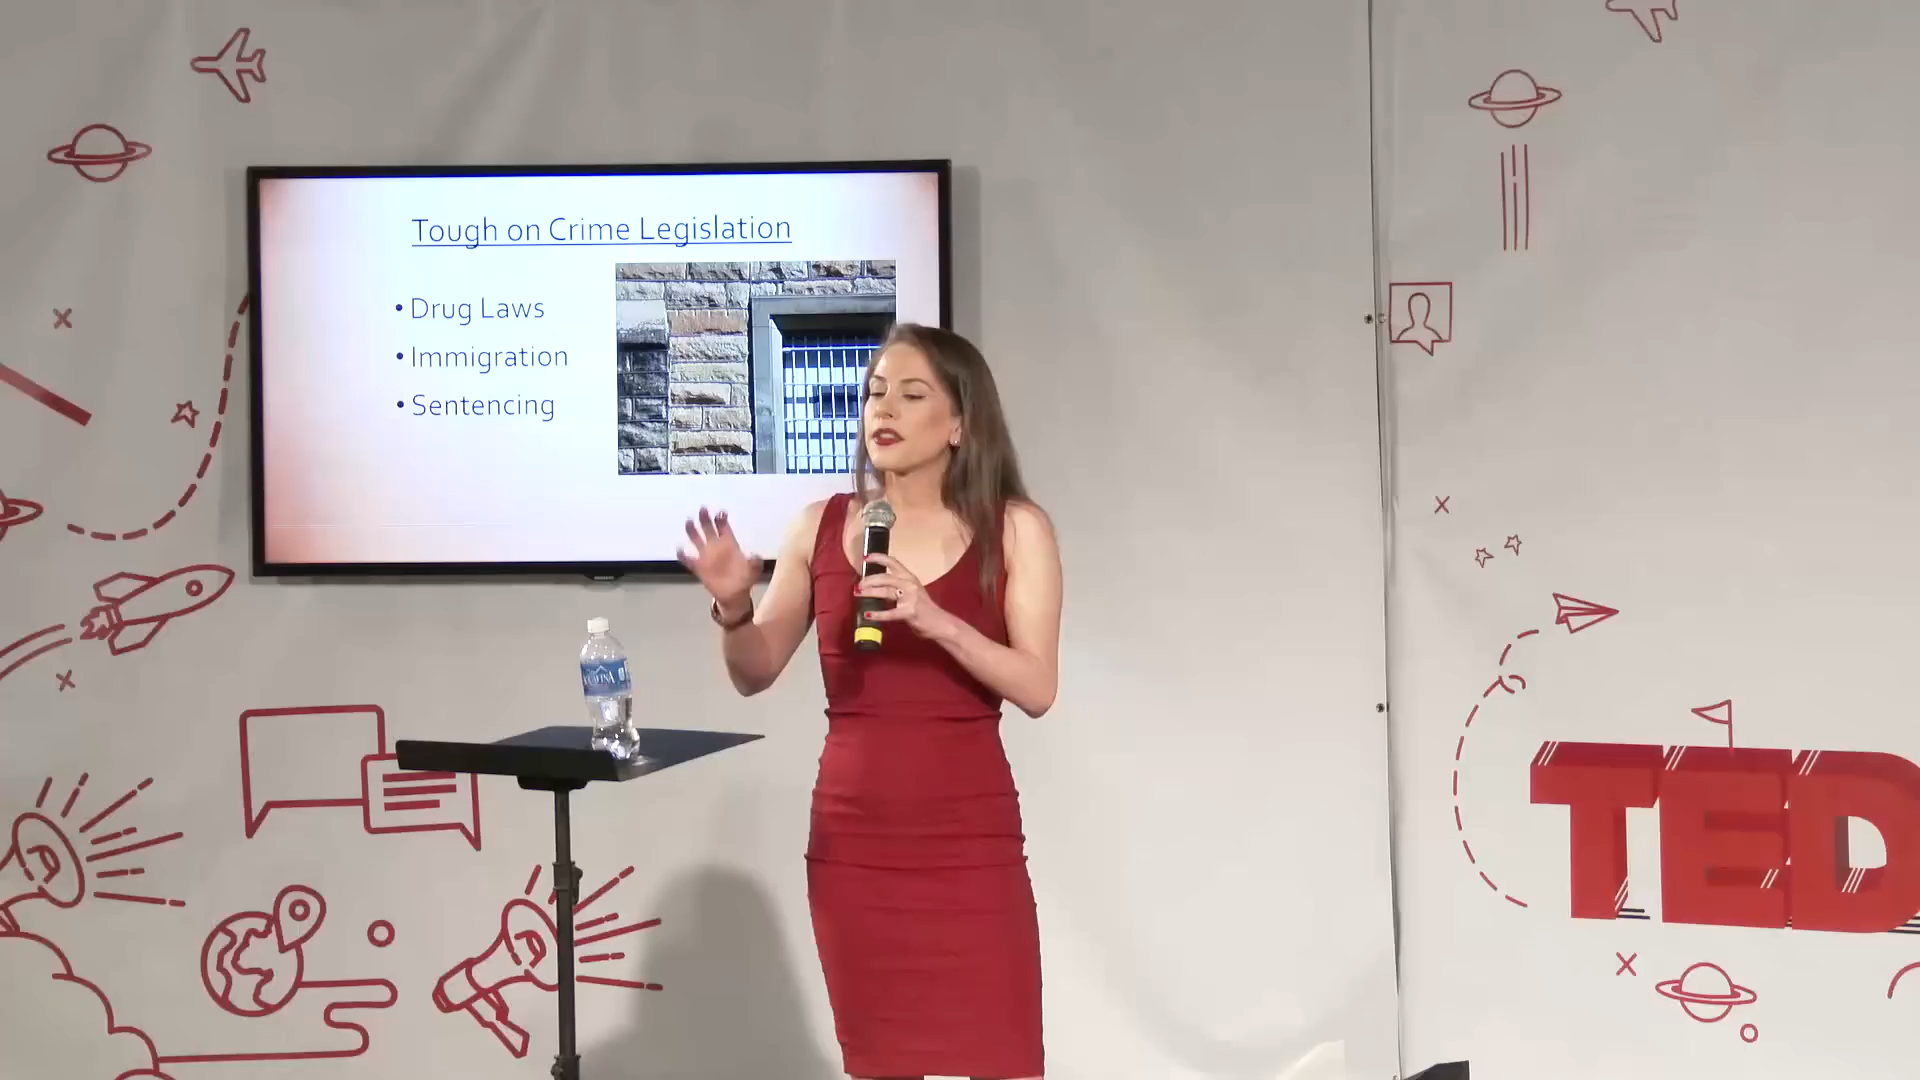 Tough on Crime Legislation
• Drug Laws
• Immigration
• Sentencing
TED